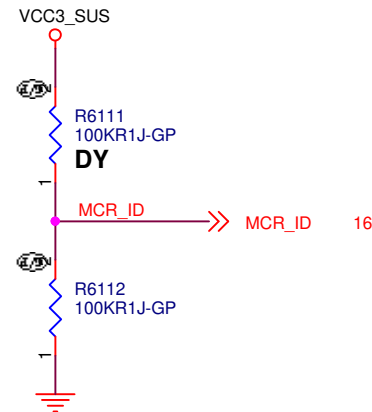 VCC3_SUS
R6111
100KR1J-GP
DY
1
MCR_ID
MCR_ID 16
R6112
100KR1J-GP
1